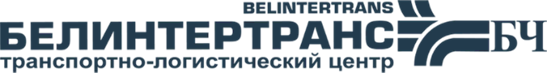 BELINTERTRANS
БЕЛИНТЕРТРАНС
транспортно-логистический центр
БЧ